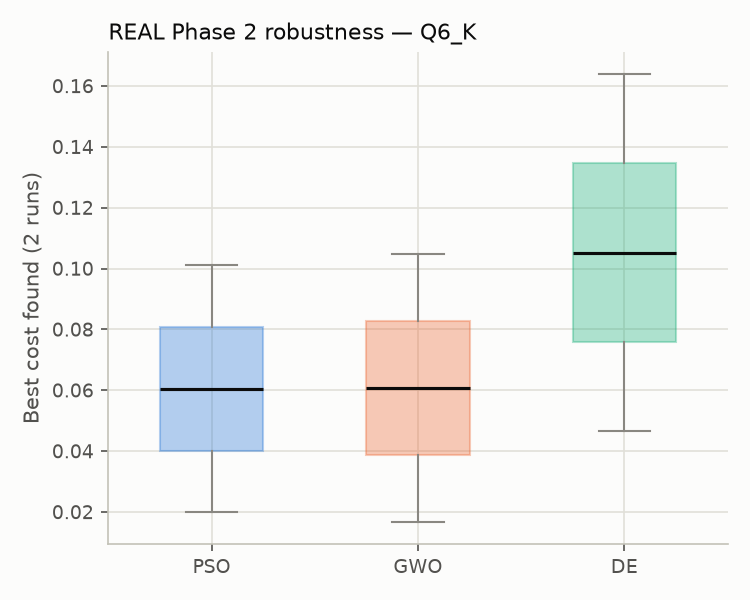 REAL Phase 2 robustness — Q6_K
Best cost found (2 runs)
0.16
0.14
0.12
0.10
0.08
0.06
0.04
0.02
PSO GWO DE